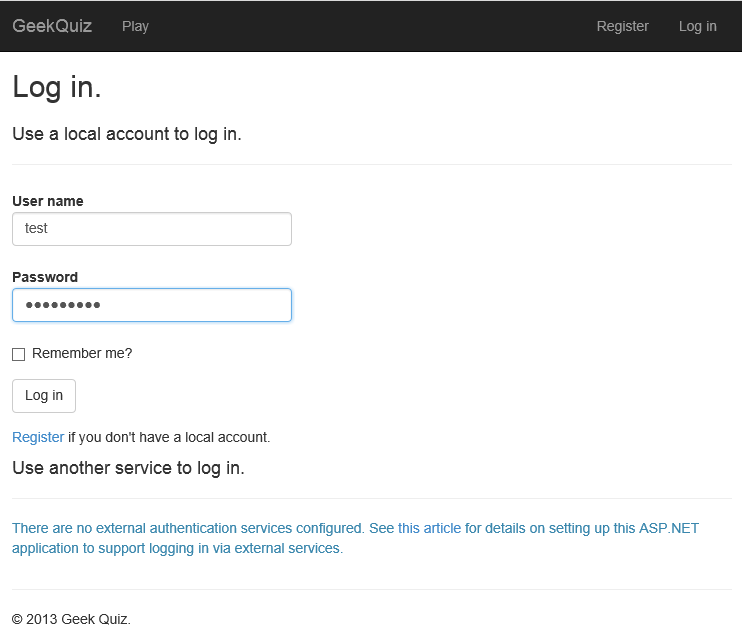 GeekQuiz Play Register Log in
Log in.
Use a local account to log in.
User name
test
Password
●●●●●●●●●
Remember me?
Log in
Register if you don't have a local account.
Use another service to log in.
There are no external authentication services configured. See this article for details on setting up this ASP.NET
application to support logging in via external services.
© 2013 Geek Quiz.